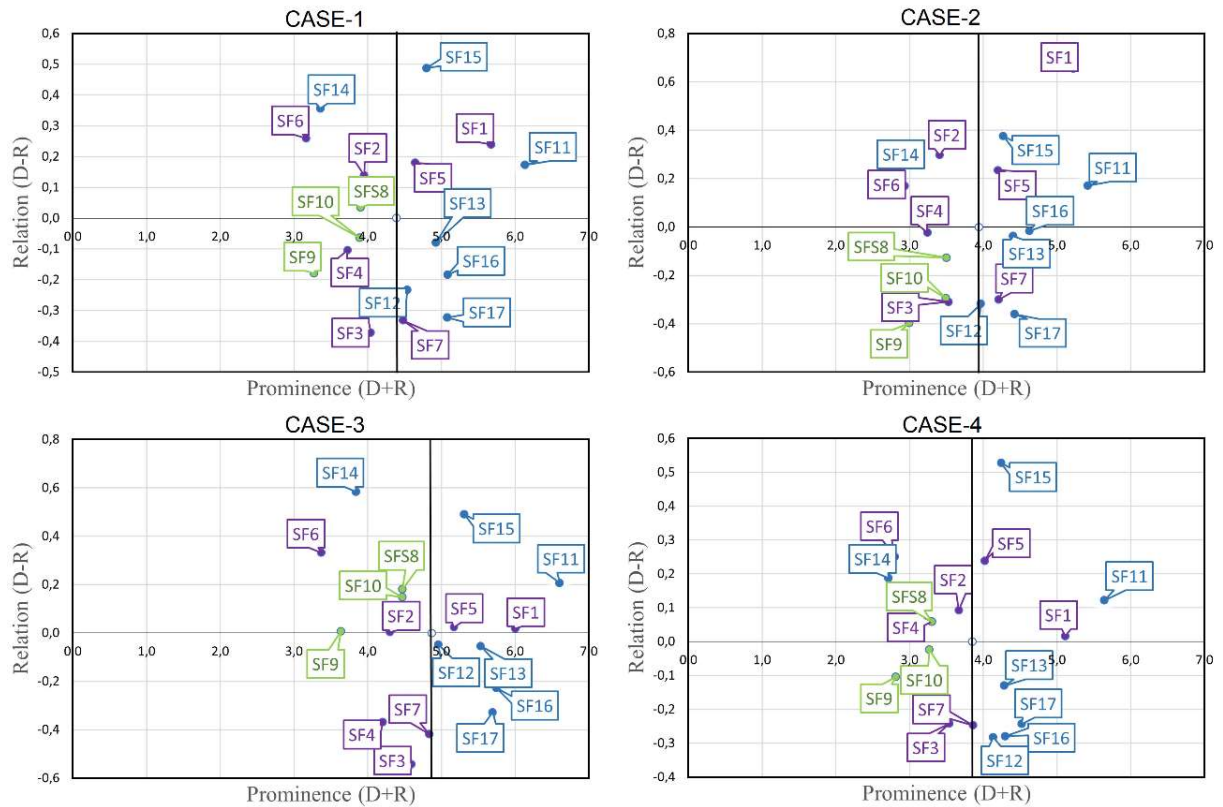 CASE-1
0,6
0,5
0,4
0,3
0,2
0,1
0,0
-0,1
-0,2
-0,3
-0,4
-0,5
Relation (D-R)
SF15
SF14
SF6
SF1
SF2
SF11
SF5
SFS8
SF10
SF13
0,0 1,0 2,0 3,0 4,0 5,0 6,0 7,0
SF9
SF4
SF16
SF12
SF17
SF3
SF7
Prominence (D+R)
CASE-2
0,8
0,6
0,4
0,2
0,0
-0,2
-0,4
-0,6
Relation (D-R)
SF1
SF2
SF14
SF15
SF11
SF6
SF5
SF4
SF16
0,0 1,0 2,0 3,0 4,0 5,0 6,0 7,0
SFS8
SF13
SF10
SF7
SF3
SF12
SF17
SF9
Prominence (D+R)
CASE-3
0,8
0,6
0,4
0,2
0,0
-0,2
-0,4
-0,6
Relation (D-R)
SF14
SF15
SF6
SFS8
SF11
SF10
SF2
SF5
SF1
0,0 1,0 2,0 3,0 4,0 5,0 6,0 7,0
SF9
SF12
SF13
SF7
SF16
SF4
SF17
SF3
Prominence (D+R)
CASE-4
0,6
0,5
0,4
0,3
0,2
0,1
0,0
-0,1
-0,2
-0,3
-0,4
Relation (D-R)
SF15
SF6
SF5
SF14
SF2
SF11
SFS8
SF4
SF1
0,0 1,0 2,0 3,0 4,0 5,0 6,0 7,0
SF13
SF9
SF10
SF7
SF17
SF3
SF16
SF12
Prominence (D+R)